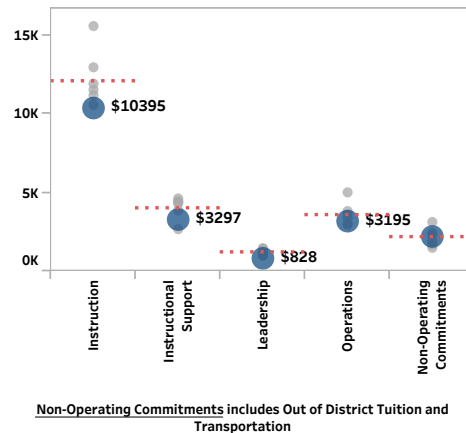 15K
10K
5K
0K
$10395
$3297
$828
$3195
Instruction
Instructional
Support
Leadership
Operations
Non-Operating
Commitments
Non-Operating Commitments includes Out of District Tuition and
Transportation